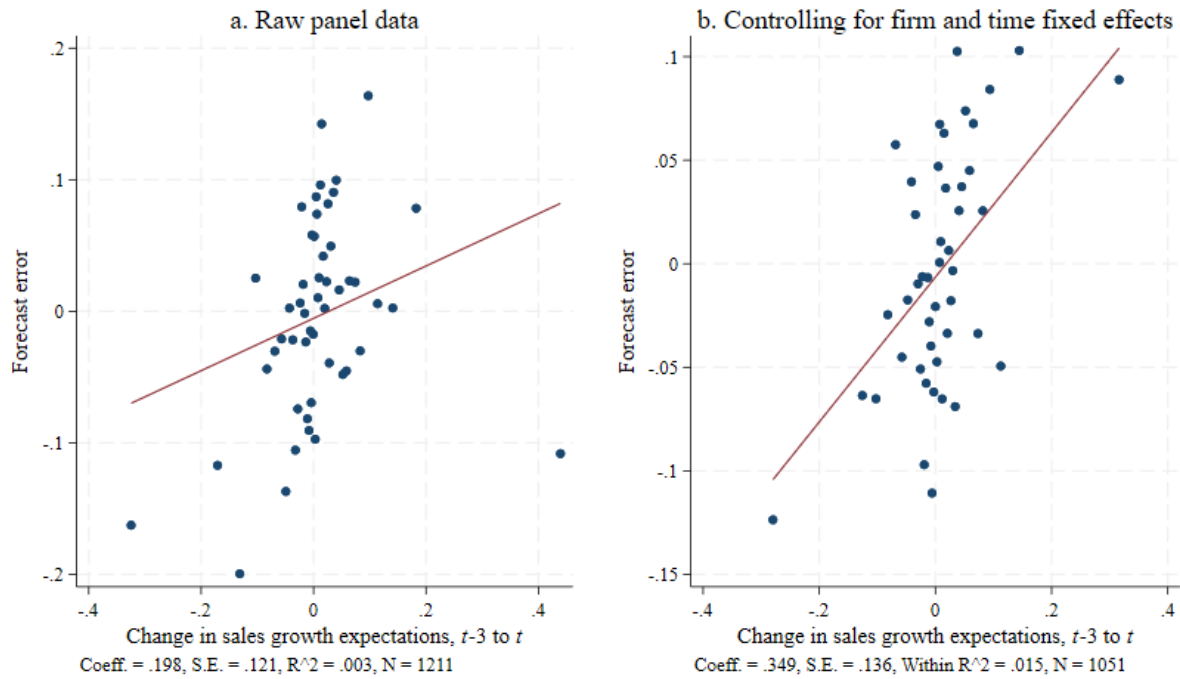 a. Raw panel data
.2
.1
0
-.1
-.2
Forecast error
-.4
-.2
0
.2
.4
Change in sales growth expectations, t-3 to t
Coeff. = .198, S.E. = .121, R^2 = .003, N = 1211
b. Controlling for firm and time fixed effects
.1
.05
0
-.05
-.1
-.15
Forecast error
-.4
-.2
0
.2
.4
Change in sales growth expectations, t-3 to t
Coeff. = .349, S.E. = .136, Within R^2 = .015, N = 1051